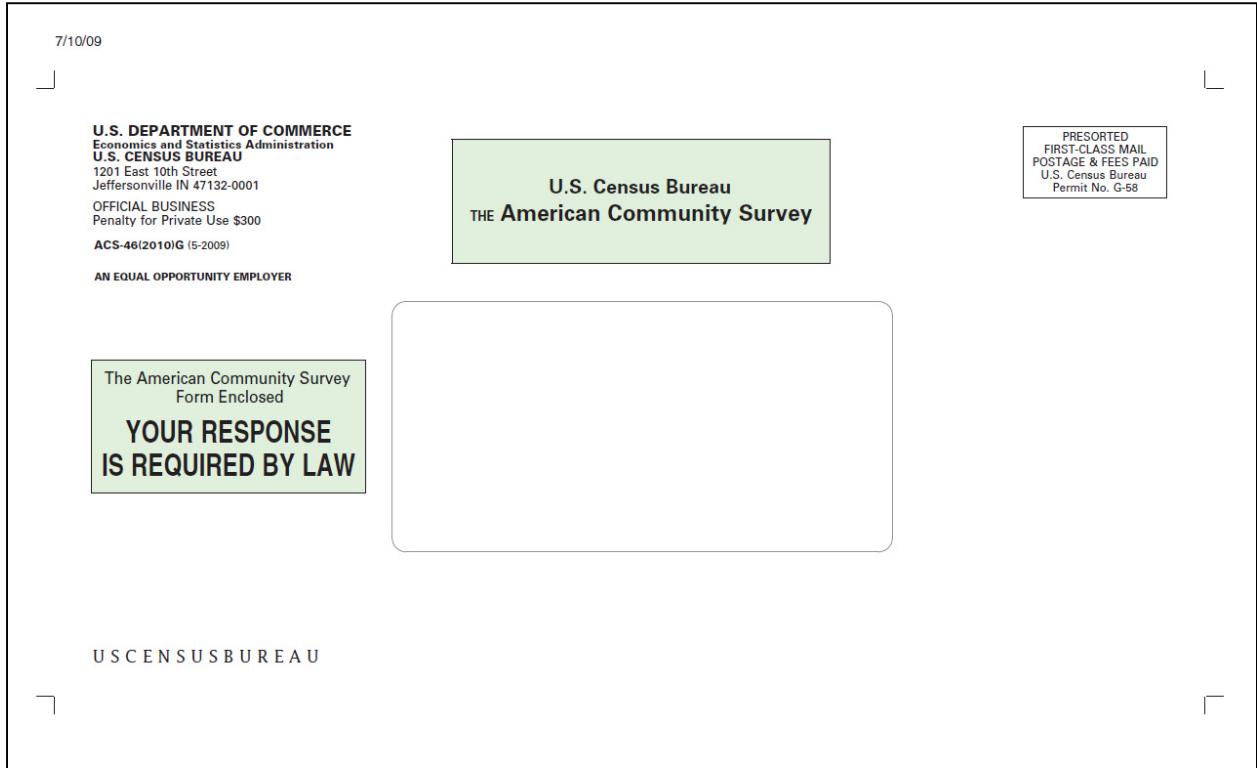 7/10/09
U.S. DEPARTMENT OF COMMERCE
Economics and Statistics Administration
U.S. CENSUS BUREAU
1201 East 10th Street
Jeffersonville IN 47132-0001
OFFICIAL BUSINESS
Penalty for Private Use $300
ACS-46(2010)G (5-2009)
AN EQUAL OPPORTUNITY EMPLOYER
U.S. Census Bureau
THE American Community Survey
PRESORTED
FIRST-CLASS MAIL
POSTAGE & FEES PAID
U.S. Census Bureau
Permit No. G-58
The American Community Survey
Form Enclosed
YOUR RESPONSE
IS REQUIRED BY LAW
USCENSUSBUREAU